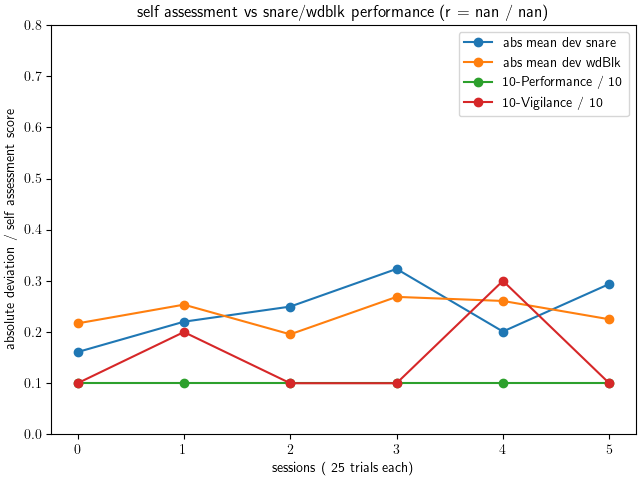 self assessment vs snare/wdblk performance (r = nan / nan)
abs mean dev snare
abs mean dev wdBlk
10-Performance / 10
10-Vigilance / 10
absolute deviation / self assessment score
0.8
0.7
0.6
0.5
0.4
0.3
0.2
0.1
0.0
0 1 2 3 4 5
sessions ( 25 trials each)